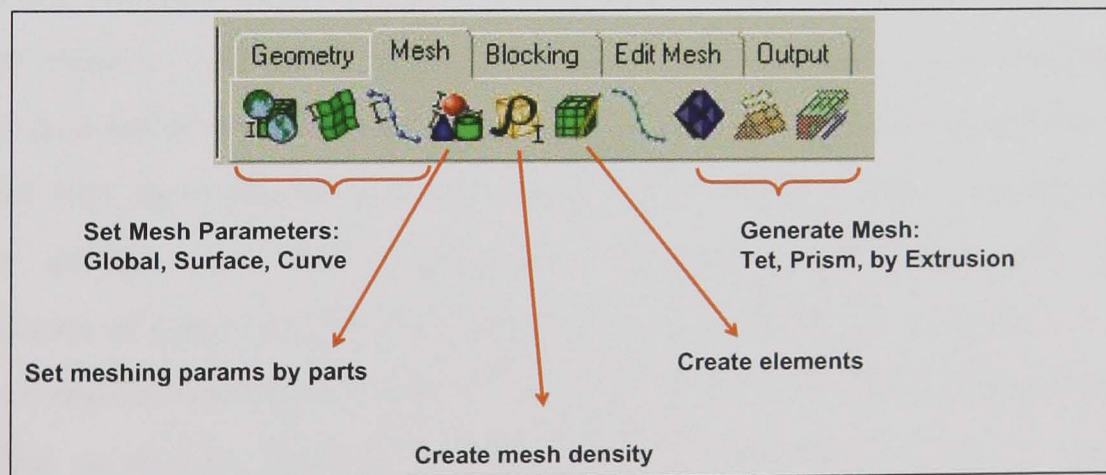 Geometry Mesh Blocking Edit Mesh Output
Set Mesh Parameters:
Global, Surface, Curve
Generate Mesh:
Tet, Prism, by Extrusion
Set meshing params by parts
Create elements
Create mesh density